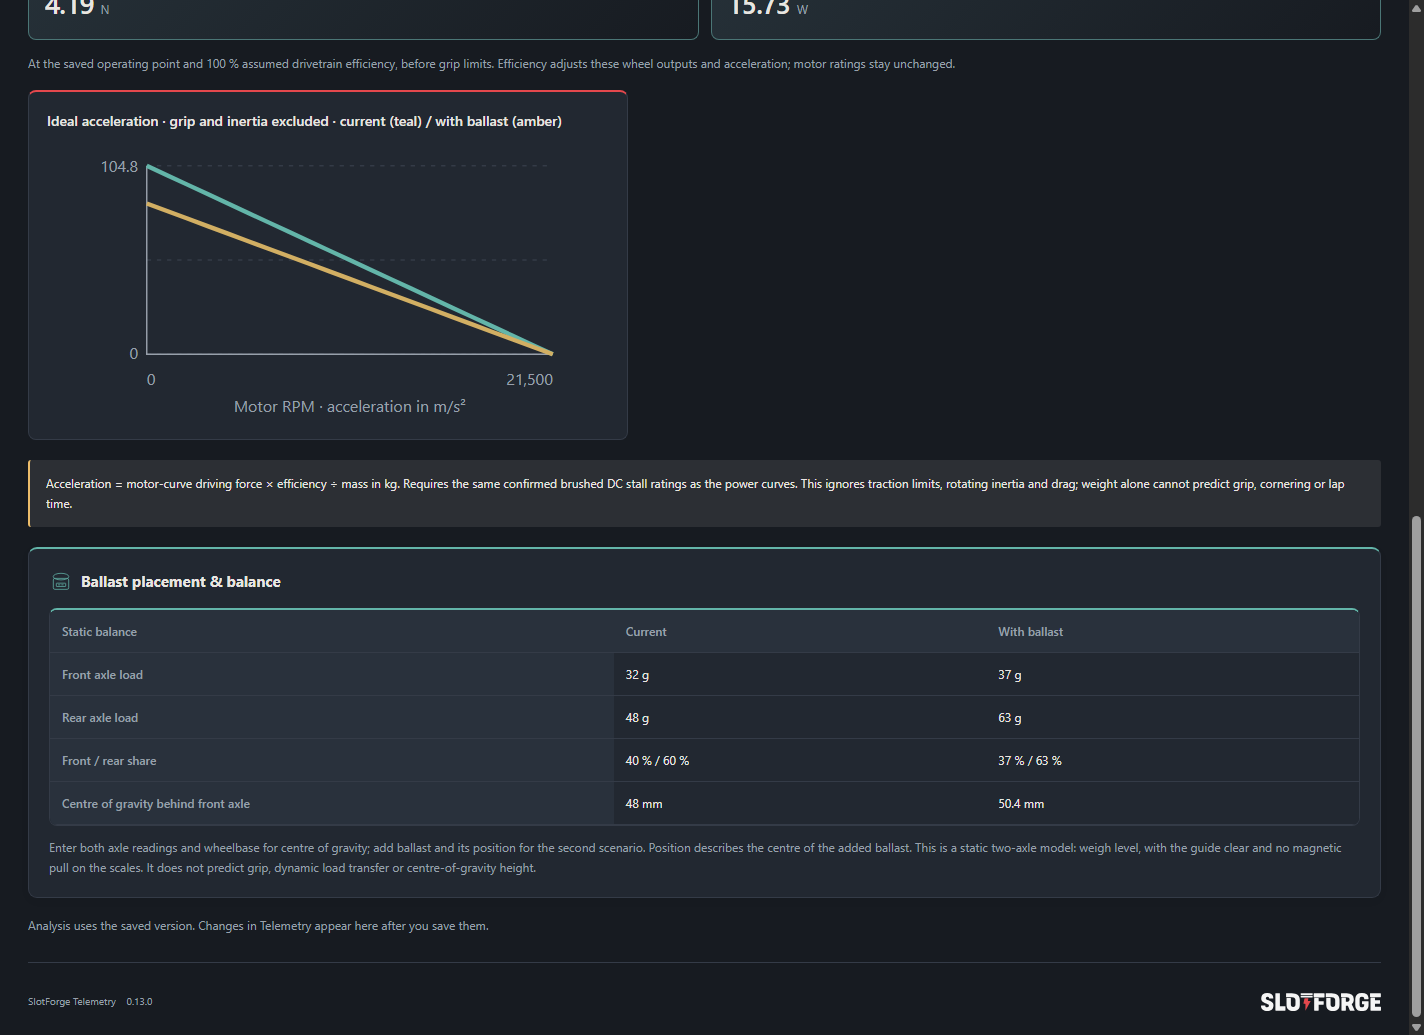 4.19 N
15.73 W
At the saved operating point and 100 % assumed drivetrain efficiency, before grip limits. Efficiency adjusts these wheel outputs and acceleration; motor ratings stay unchanged.
Ideal acceleration · grip and inertia excluded · current (teal) / with ballast (amber)
104.8
0
0
21,500
Motor RPM · acceleration in m/s²
Acceleration = motor-curve driving force × efficiency ÷ mass in kg. Requires the same confirmed brushed DC stall ratings as the power curves. This ignores traction limits, rotating inertia and drag; weight alone cannot predict grip, cornering or lap
time.
Ballast placement & balance
Static balance Current With ballast
Front axle load 32 g 37 g
Rear axle load 48 g 63 g
Front / rear share 40 % / 60 % 37 % / 63 %
Centre of gravity behind front axle 48 mm 50.4 mm
Enter both axle readings and wheelbase for centre of gravity; add ballast and its position for the second scenario. Position describes the centre of the added ballast. This is a static two-axle model: weigh level, with the guide clear and no magnetic
pull on the scales. It does not predict grip, dynamic load transfer or centre-of-gravity height.
Analysis uses the saved version. Changes in Telemetry appear here after you save them.
SlotForge Telemetry 0.13.0
SLOTFORGE